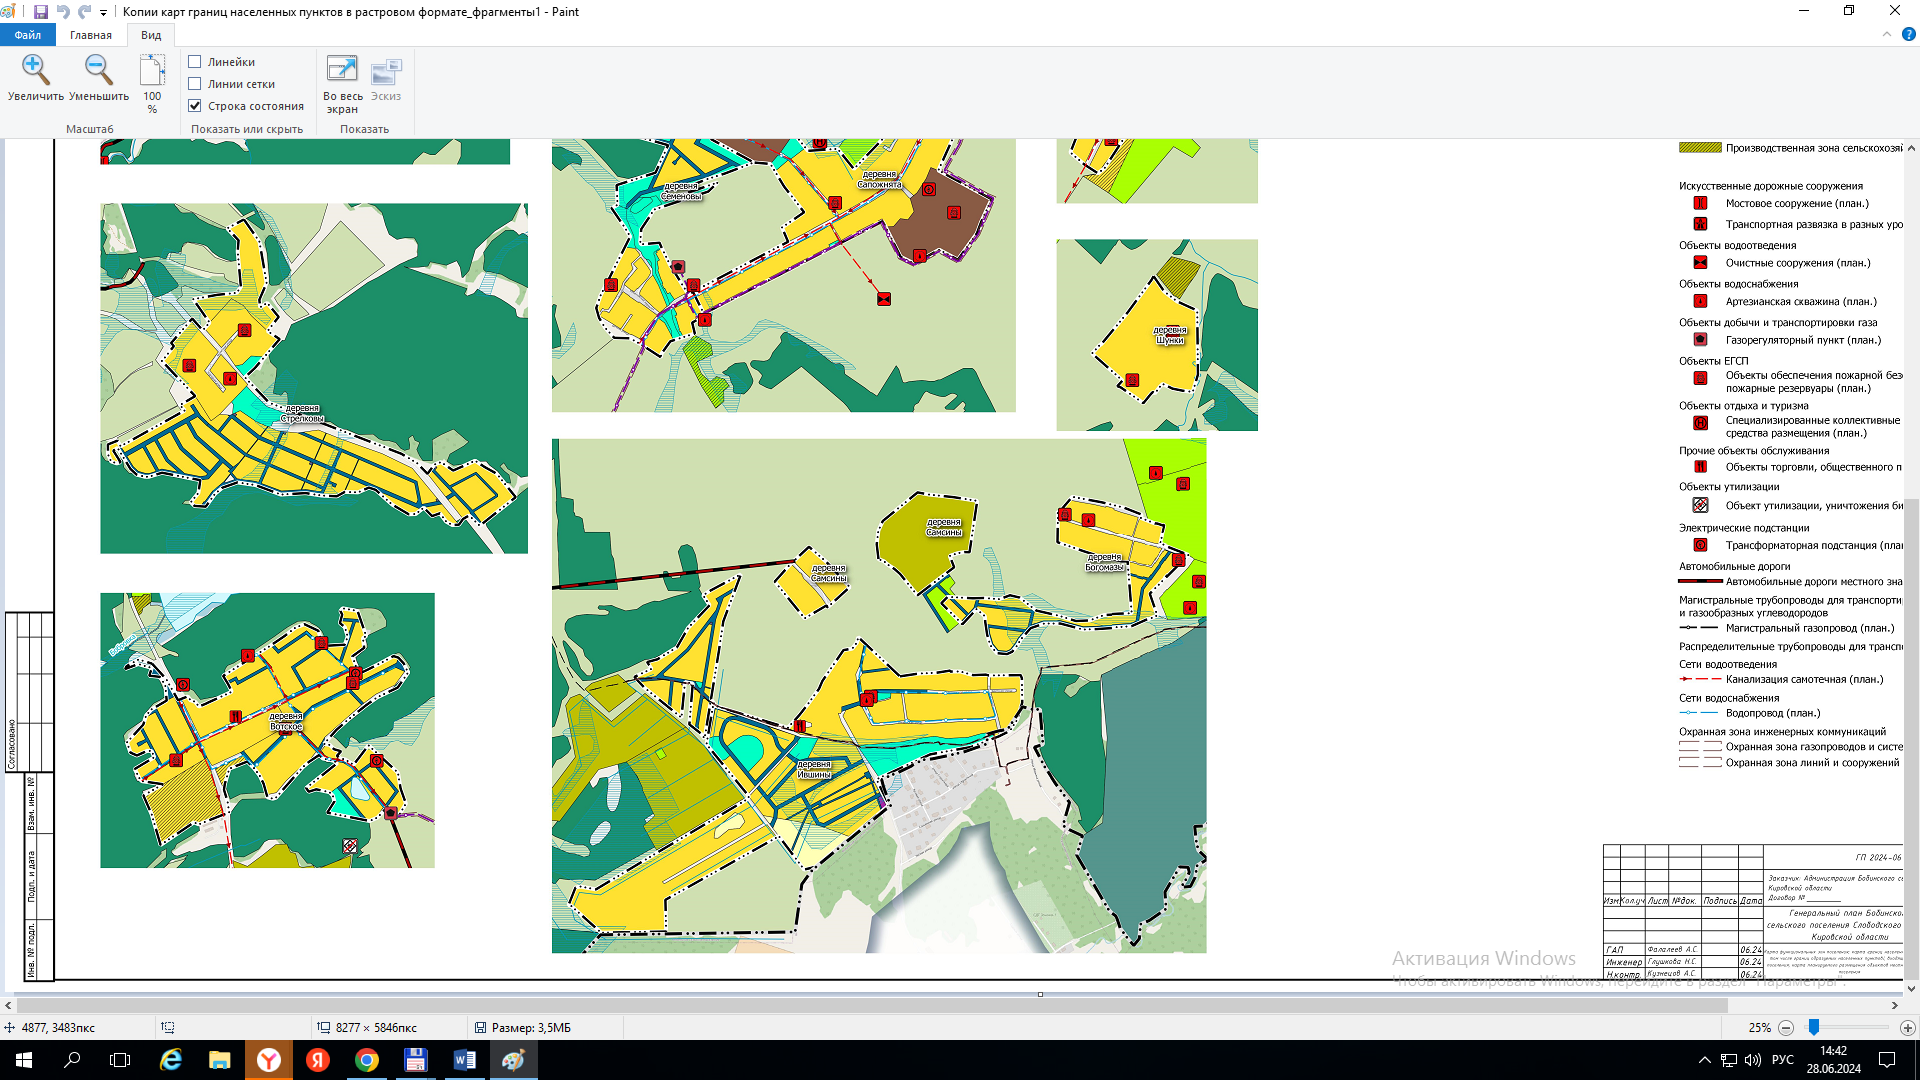 Копии карт границ населенных пунктов в растровом формате_фрагменты1 - Paint
Файл
Главная
Вид
Увеличить
Уменьшить
100
%
Масштаб
Линейки
Линии сетки
Строка состояния
Показать или скрыть
Во весь
экран
Эскиз
Показать
деревня
Семеновы
деревня
Сапожнята
деревня
Шунки
деревня
Стрелковы
деревня
Самсины
деревня
Самсины
деревня
Богомазы
деревня
Вотское
деревня
Ившины
Производственная зона сельскохозяй
Искусственные дорожные сооружения
Мостовое сооружение (план.)
Транспортная развязка в разных уро
Объекты водоотведения
Очистные сооружения (план.)
Объекты водоснабжения
Артезианская скважина (план.)
Объекты добычи и транспортировки газа
Газорегуляторный пункт (план.)
Объекты ЕГСП
Объекты обеспечения пожарной без
пожарные резервуары (план.)
Объекты отдыха и туризма
Специализированные коллективные
средства размещения (план.)
Прочие объекты обслуживания
Объекты торговли, общественного п
Объекты утилизации
Объект утилизации, уничтожения би
Электрические подстанции
Трансформаторная подстанция (план
Автомобильные дороги
Автомобильные дороги местного зна
Магистральные трубопроводы для транспорти
и газообразных углеводородов
Магистральный газопровод (план.)
Распределительные трубопроводы для трансп
Сети водоотведения
Канализация самотечная (план.)
Сети водоснабжения
Водопровод (план.)
Охранная зона инженерных коммуникаций
Охранная зона газопроводов и систе
Охранная зона линий и сооружений
Согласовано
Взам. инв. №
Подп. и дата
Инв. № подл.
ГП 2024-06
Заказчик: Администрация Бобинского се
Кировской области
Договор №
Изм Кол.уч Лист №док. Подпись Дата
Генеральный план Бобинско
сельского поселения Слободского
Кировской области
ГАП Фалалеев А.С. 06.24
Инженер Глушкова Н.С. 06.24
Н.контр. Кузнецов А.С. 06.24
Активация Windows
Чтобы активировать Windows, перейдите в раздел "Параметры".
4877, 3483пкс
8277 × 5846пкс
Размер: 3,5МБ
25%
РУС
14:42
28.06.2024